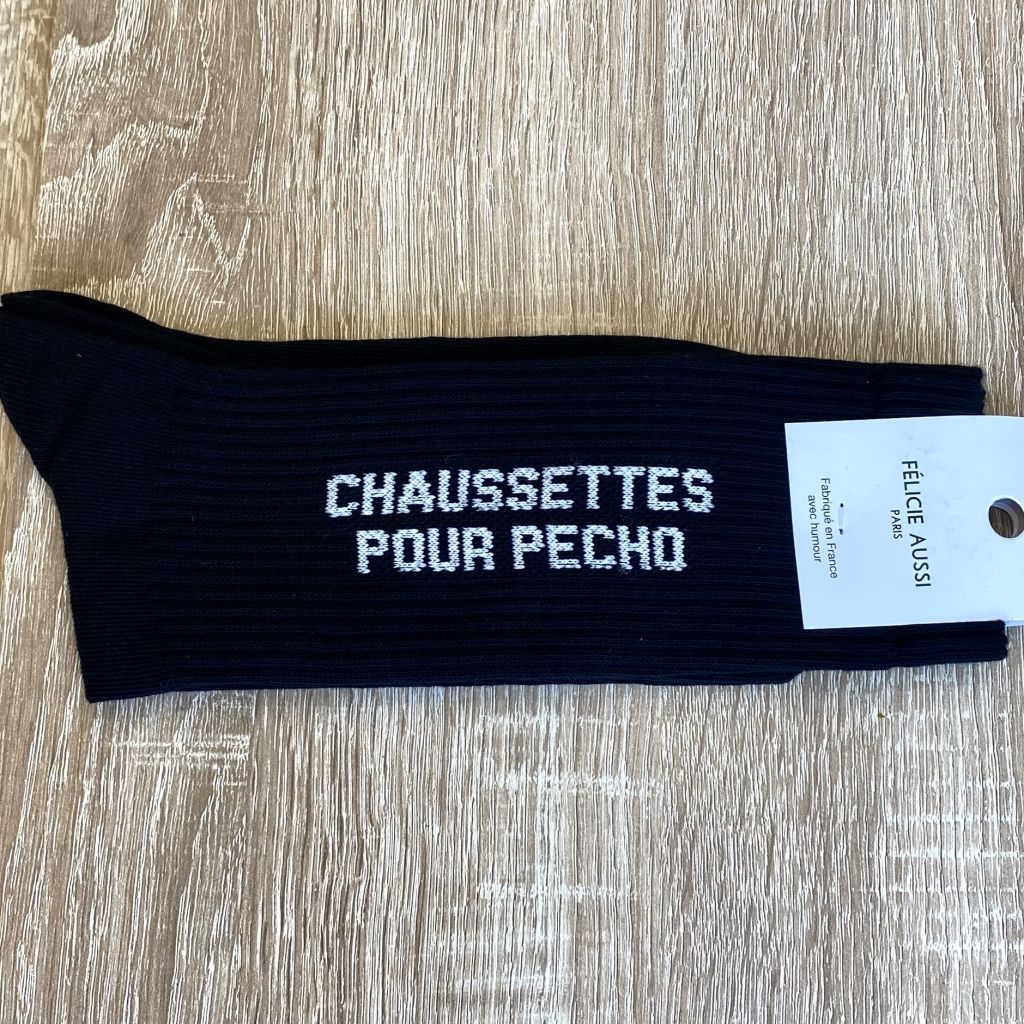 CHAUSSETTES
POUR PECHO
FÉLICIE AUSSI
PARIS
Fabriqué en France
avec humour